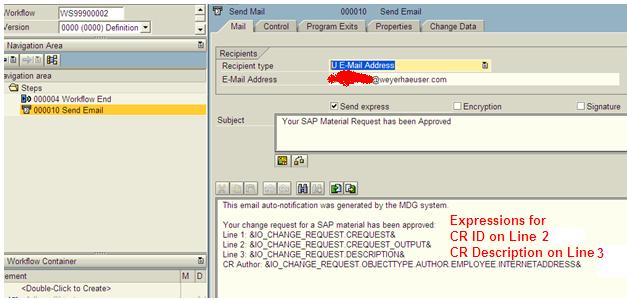 Workflow WS99900002
Version 0000 (0000) Definition
Navigation Area
avigation area
Steps
000004 Workflow End
000010 Send Email
Workflow Container
ement M D
<Double-Click to Create>
Send Mail 000010 Send Email
Mail Control Program Exits Properties Change Data
Recipients
Recipient type U E-Mail Address
E-Mail Address @weyerhaeuser.com
Send express Encryption Signature
Subject Your SAP Material Request has been Approved
This email auto-notification was generated by the MDG system.
Your change request for a SAP material has been approved:
Line 1: &IO_CHANGE_REQUEST.CREQUEST&
Line 2: &IO_CHANGE_REQUEST.CREQUEST_OUTPUT&
Line 3: &IO_CHANGE_REQUEST.DESCRIPTION&
CR Author: &IO_CHANGE_REQUEST.OBJECTTYPE.AUTHOR.EMPLOYEE.INTERNETADDRESS&
Expressions for
CR ID on Line 2
CR Description on Line 3